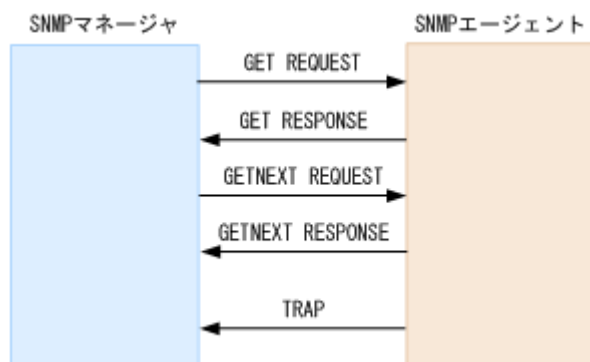 SNMPマネージャ
SNMPエージェント
GET REQUEST
GET RESPONSE
GETNEXT REQUEST
GETNEXT RESPONSE
TRAP